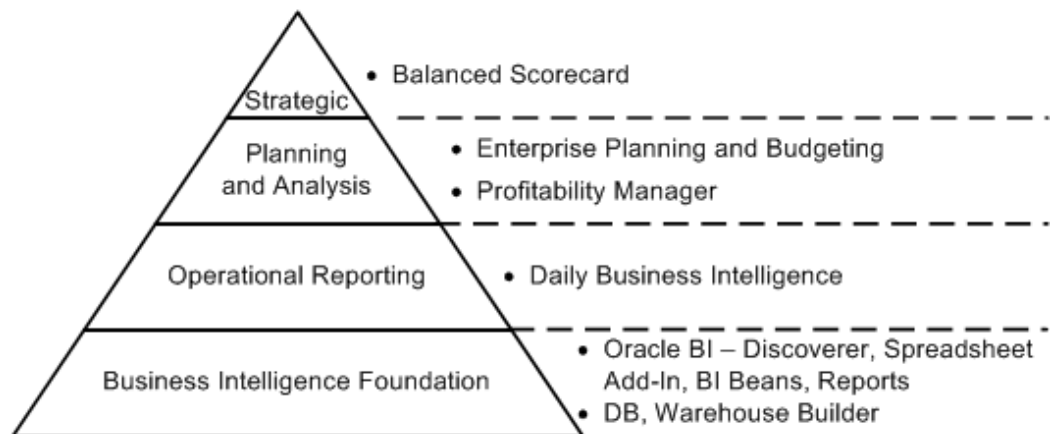 Strategic
• Balanced Scorecard
Planning
and Analysis
• Enterprise Planning and Budgeting
• Profitability Manager
Operational Reporting
• Daily Business Intelligence
Business Intelligence Foundation
• Oracle BI – Discoverer, Spreadsheet
Add-In, BI Beans, Reports
• DB, Warehouse Builder